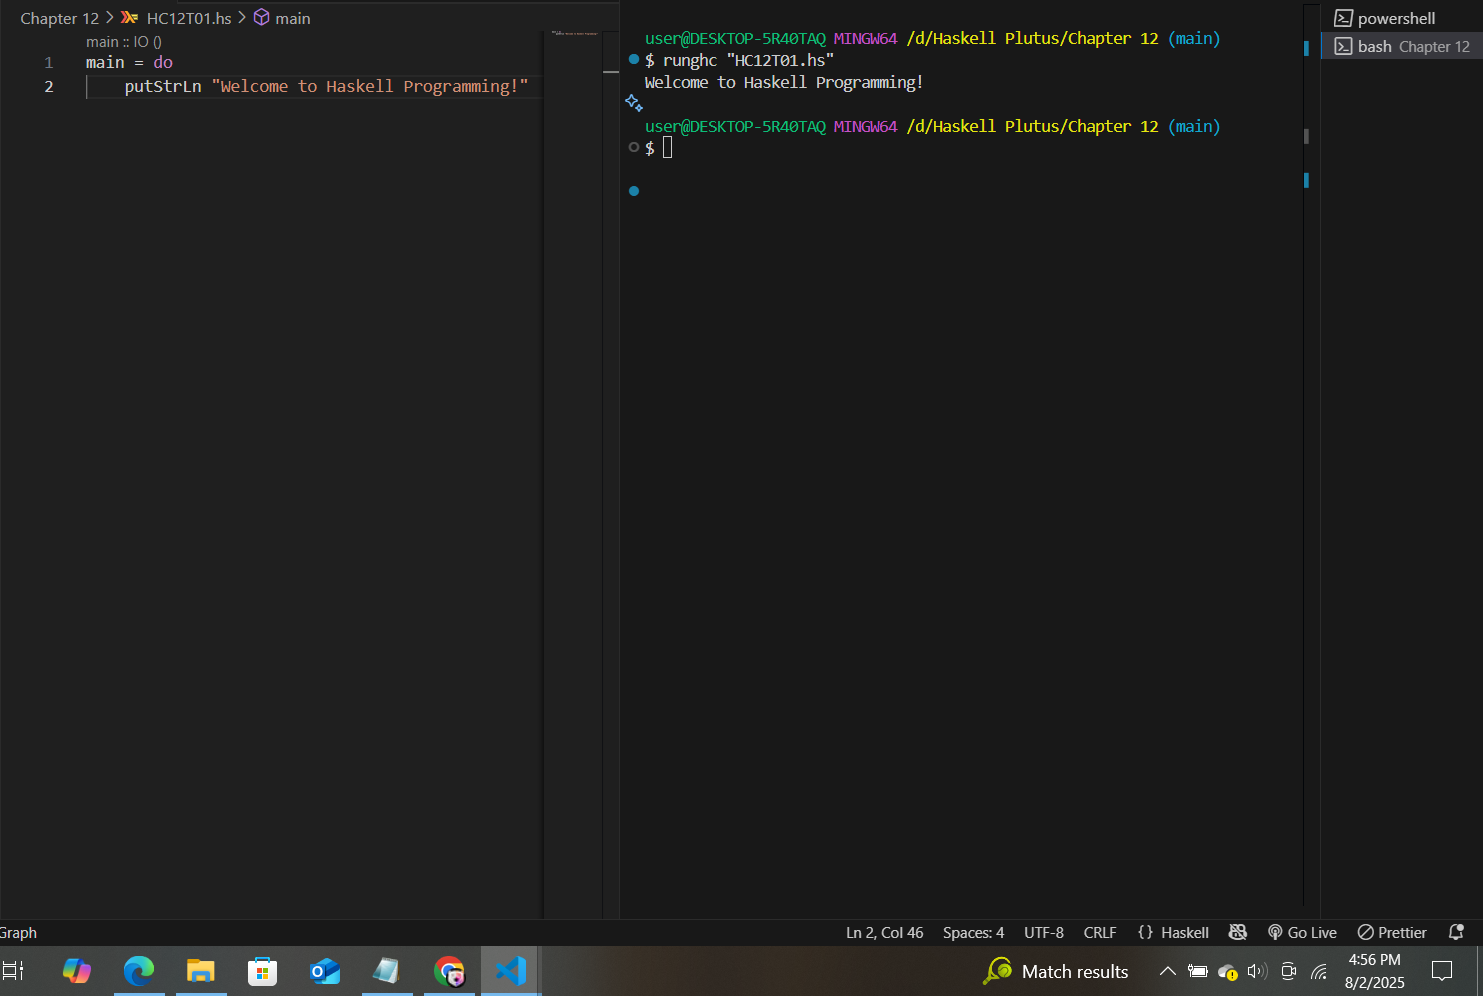 Chapter 12 > HC12T01.hs > main
main :: IO ()
1 main = do
2 putStrLn "Welcome to Haskell Programming!"
user@DESKTOP-5R40TAQ MINGW64 /d/Haskell Plutus/Chapter 12 (main)
$ runghc "HC12T01.hs"
Welcome to Haskell Programming!
user@DESKTOP-5R40TAQ MINGW64 /d/Haskell Plutus/Chapter 12 (main)
$
powershell
bash Chapter 12
Graph
Ln 2, Col 46 Spaces: 4 UTF-8 CRLF {} Haskell Go Live Prettier
Match results
4:56 PM
8/2/2025